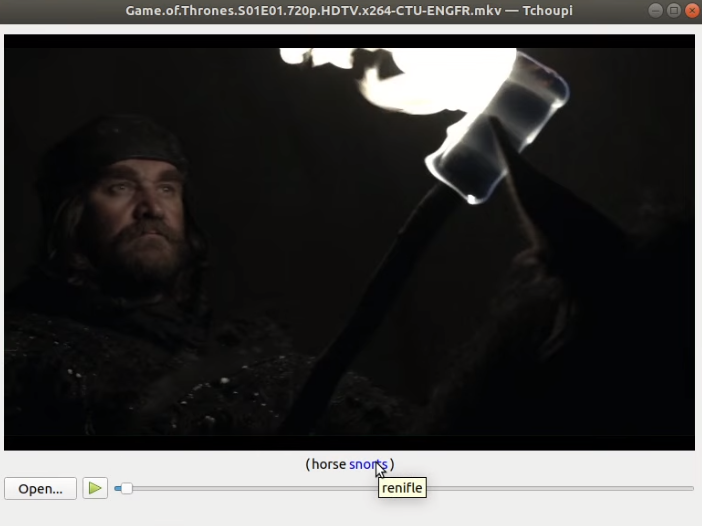 Game.of.Thrones.S01E01.720p.HDTV.x264-CTU-ENGFR.mkv — Tchoupi
(horse snorts)
renifle
Open...